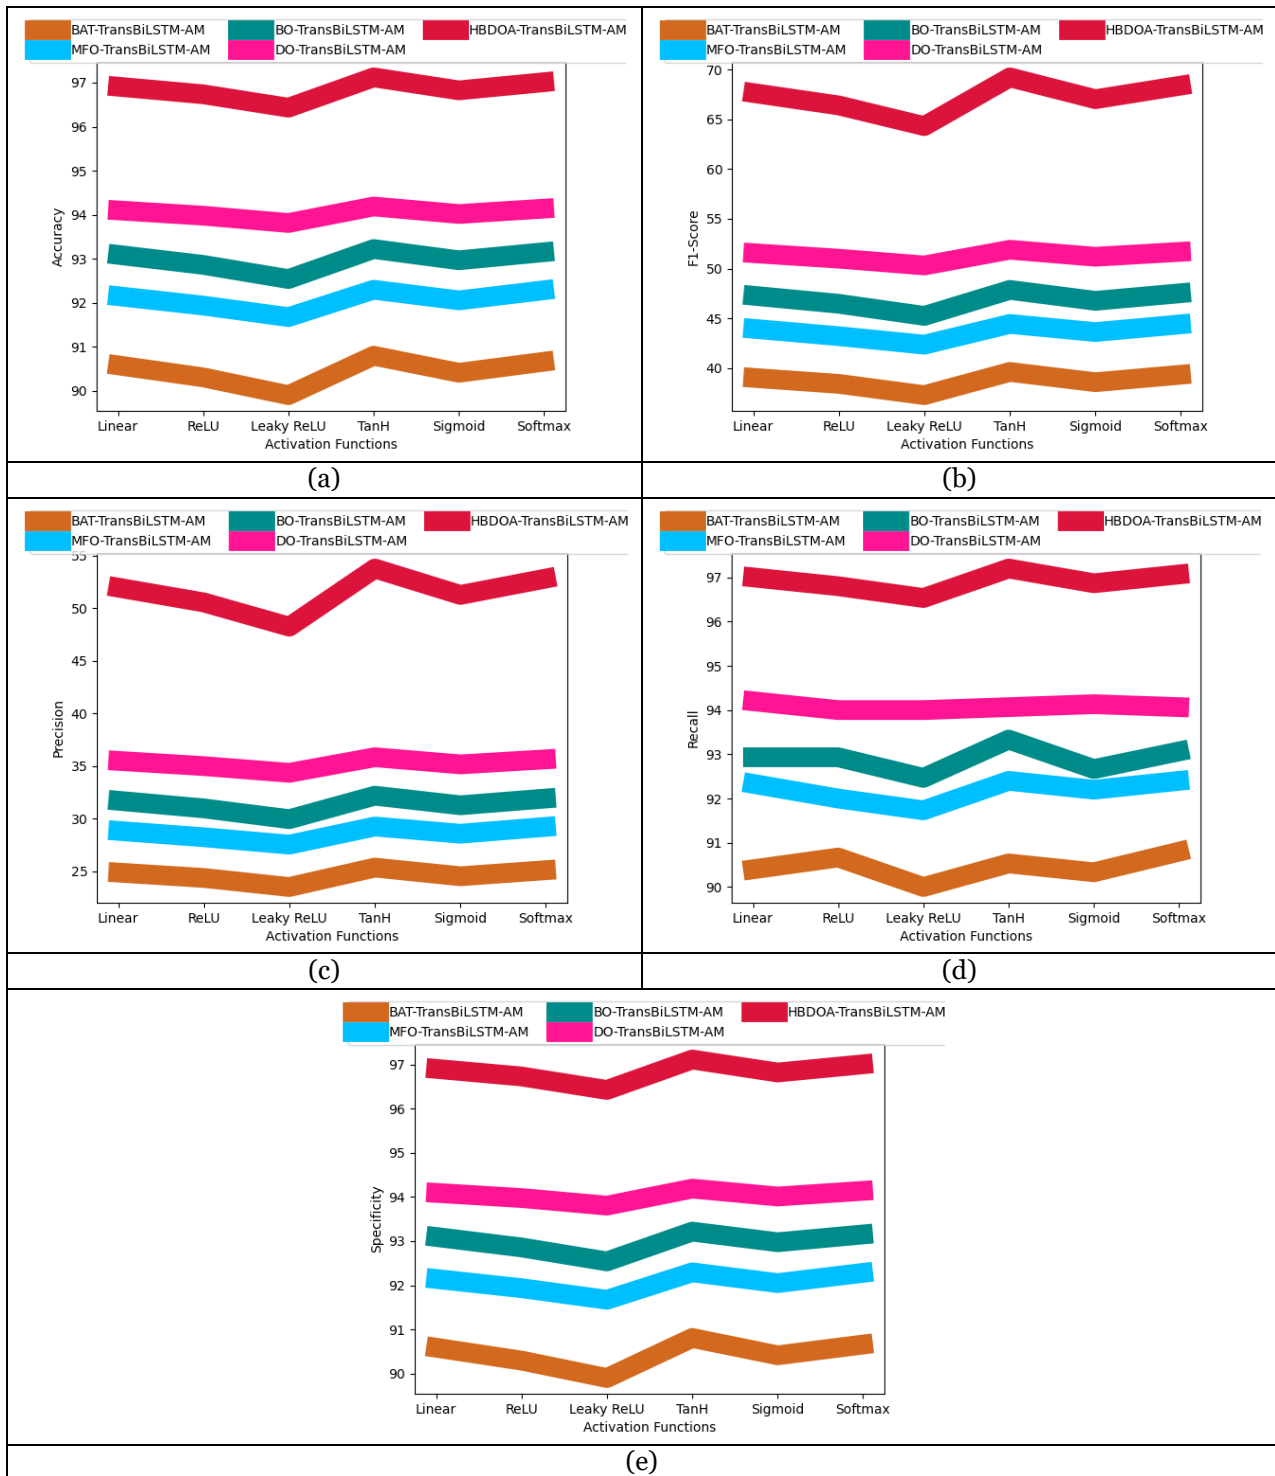 BAT-TransBiLSTM-AM BO-TransBiLSTM-AM HBDOA-TransBiLSTM-AM
MFO-TransBiLSTM-AM DO-TransBiLSTM-AM
97
96
95
94
93
92
91
90
Accuracy
Linear ReLU Leaky ReLU TanH Sigmoid Softmax
Activation Functions
(a)
BAT-TransBiLSTM-AM BO-TransBiLSTM-AM HBDOA-TransBiLSTM-AM
MFO-TransBiLSTM-AM DO-TransBiLSTM-AM
70
65
60
55
50
45
40
F1-Score
Linear ReLU Leaky ReLU TanH Sigmoid Softmax
Activation Functions
(b)
BAT-TransBiLSTM-AM BO-TransBiLSTM-AM HBDOA-TransBiLSTM-AM
MFO-TransBiLSTM-AM DO-TransBiLSTM-AM
55
50
45
40
35
30
25
Precision
Linear ReLU Leaky ReLU TanH Sigmoid Softmax
Activation Functions
(c)
BAT-TransBiLSTM-AM BO-TransBiLSTM-AM HBDOA-TransBiLSTM-AM
MFO-TransBiLSTM-AM DO-TransBiLSTM-AM
97
96
95
94
93
92
91
90
Recall
Linear ReLU Leaky ReLU TanH Sigmoid Softmax
Activation Functions
(d)
BAT-TransBiLSTM-AM BO-TransBiLSTM-AM HBDOA-TransBiLSTM-AM
MFO-TransBiLSTM-AM DO-TransBiLSTM-AM
97
96
95
94
93
92
91
90
Specificity
Linear ReLU Leaky ReLU TanH Sigmoid Softmax
Activation Functions
(e)